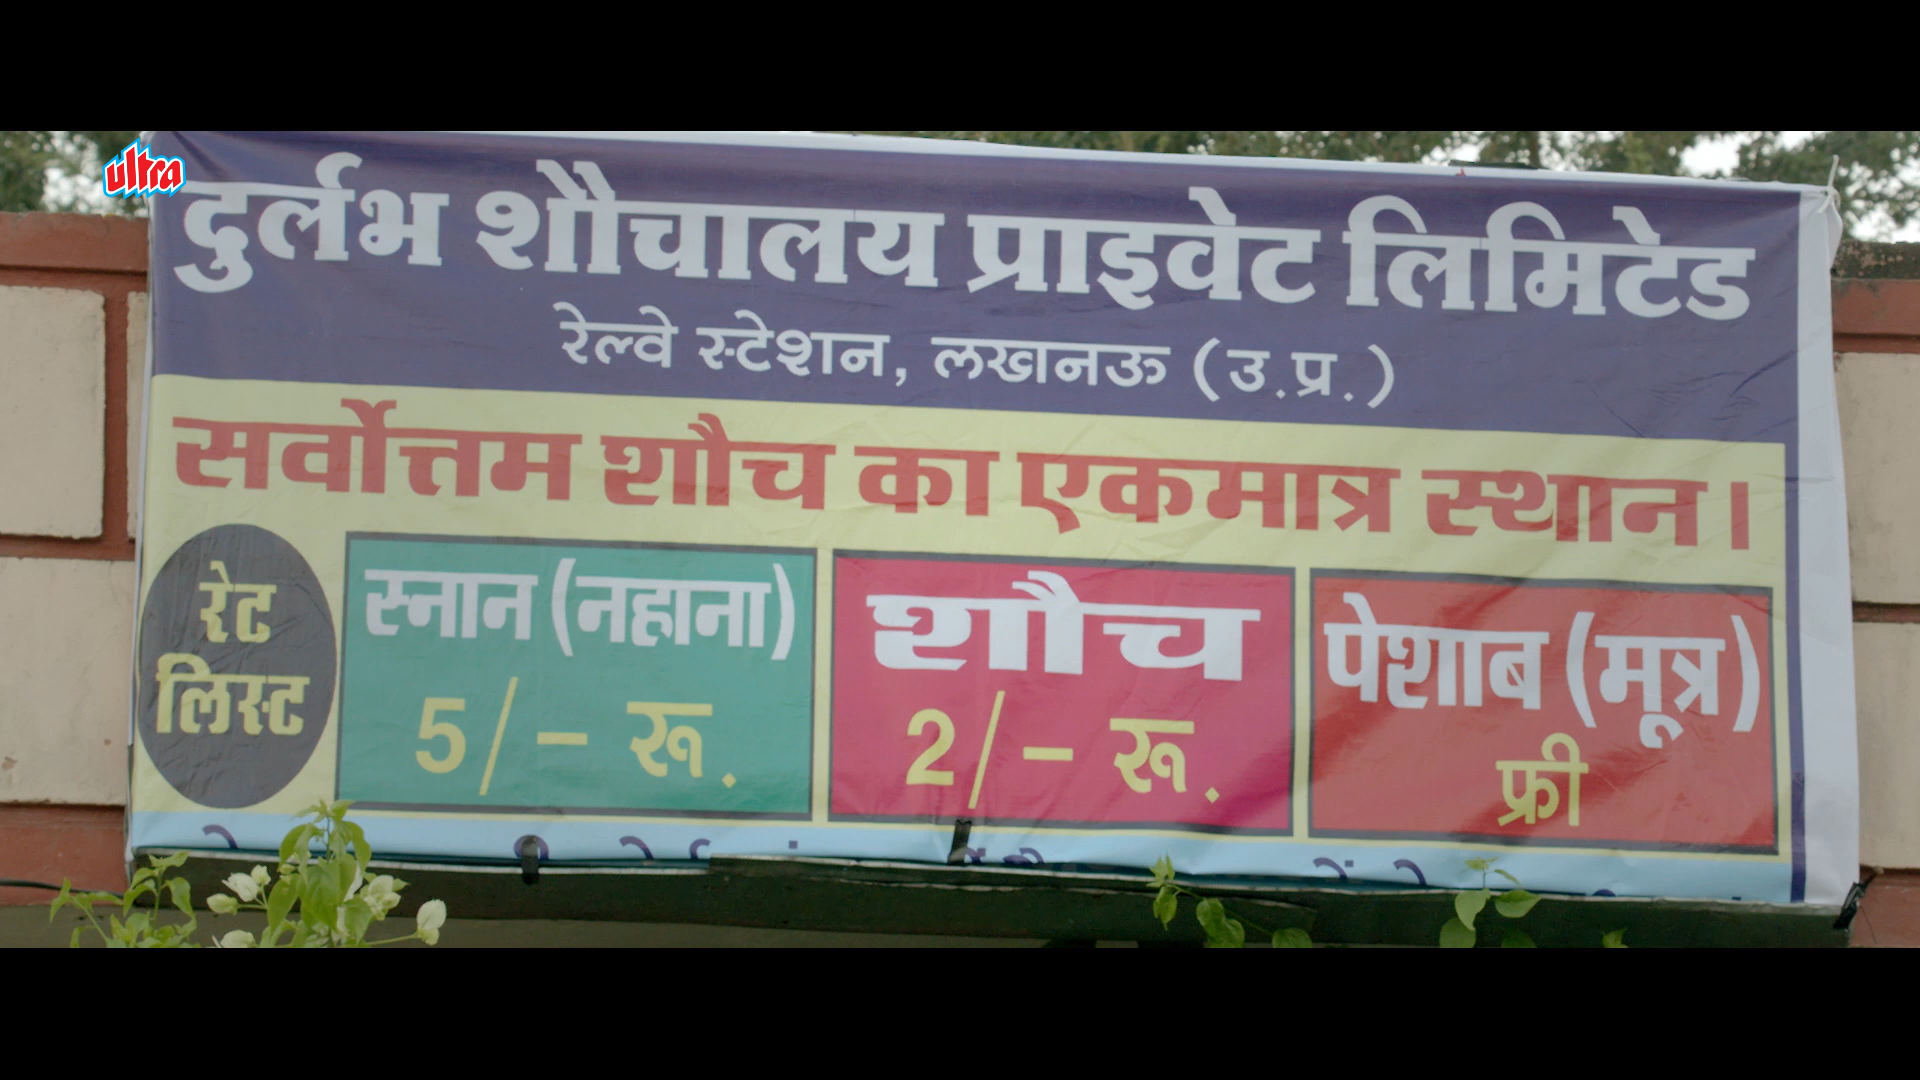 ultra
दुर्लभ शौचालय प्राइवेट लिमिटेड
रेल्वे स्टेशन, लखनऊ (उ.प्र.)
सर्वोत्तम शौच का एकमात्र स्थान।
रेट
लिस्ट
स्नान (नहाना)
5/- रू.
शौच
2/- रू.
पेशाब (मूत्र)
फ्री